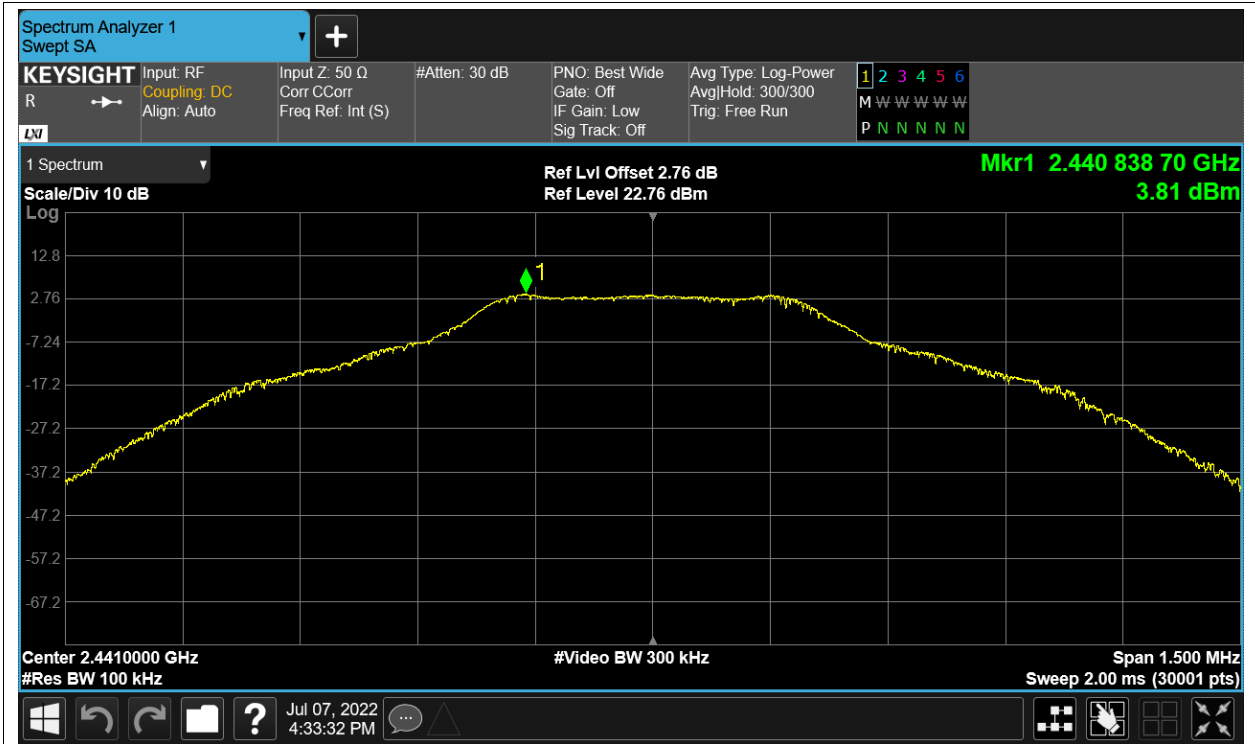 Spectrum Analyzer 1
Swept SA
KEYSIGHT
R
LXI
Input: RF
Coupling: DC
Align: Auto
Input Z: 50 Ω
Corr CCorr
Freq Ref: Int (S)
#Atten: 30 dB
PNO: Best Wide
Gate: Off
IF Gain: Low
Sig Track: Off
Avg Type: Log-Power
Avg|Hold: 300/300
Trig: Free Run
1 2 3 4 5 6
M W W W W W
P N N N N N
1 Spectrum
Scale/Div 10 dB
Log
Ref Lvl Offset 2.76 dB
Ref Level 22.76 dBm
Mkr1 2.440 838 70 GHz
3.81 dBm
1
12.8
2.76
-7.24
-17.2
-27.2
-37.2
-47.2
-57.2
-67.2
Center 2.4410000 GHz
#Res BW 100 kHz
#Video BW 300 kHz
Span 1.500 MHz
Sweep 2.00 ms (30001 pts)
?
Jul 07, 2022
4:33:32 PM